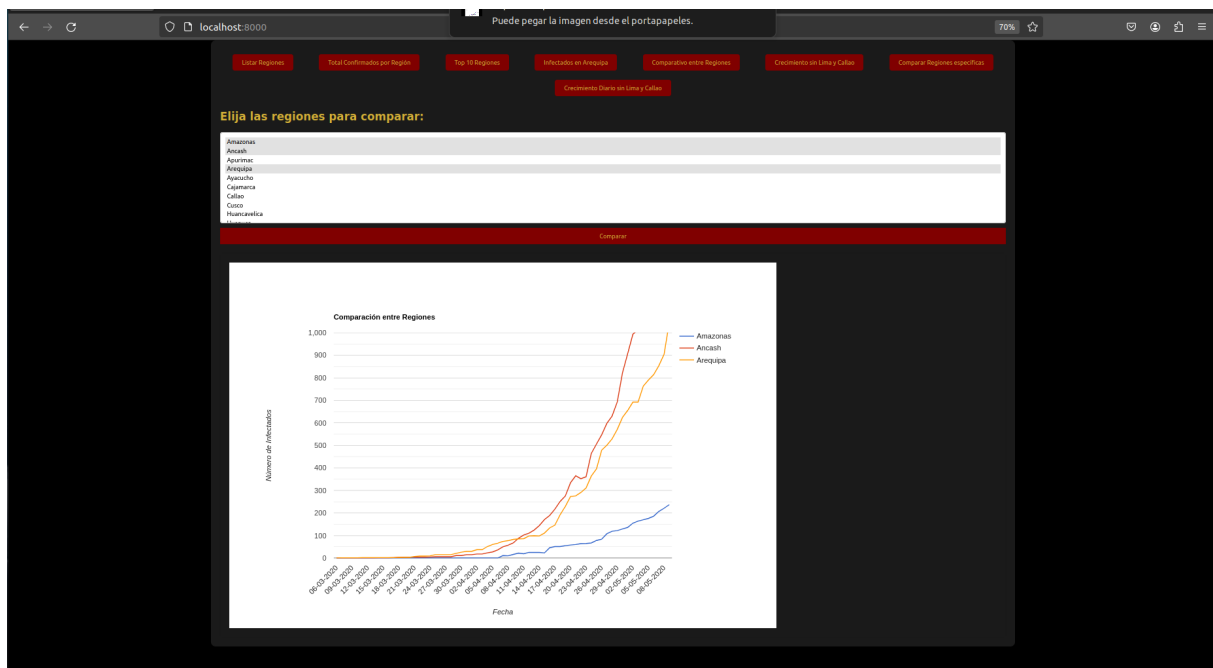 Puede pegar la imagen desde el portapapeles.
localhost:8000
70%
Listar Regiones
Total Confirmados por Región
Top 10 Regiones
Infectados en Arequipa
Comparativo entre Regiones
Crecimiento sin Lima y Callao
Comparar Regiones específicas
Crecimiento Diario sin Lima y Callao
Elija las regiones para comparar:
Amazonas
Ancash
Apurimac
Arequipa
Ayacucho
Cajamarca
Callao
Cusco
Huancavelica
Comparar
Comparación entre Regiones
1,000
900
800
700
600
500
400
300
200
100
0
Número de Infectados
Amazonas
Ancash
Arequipa
06-03-2020
09-03-2020
12-03-2020
15-03-2020
18-03-2020
21-03-2020
24-03-2020
27-03-2020
30-03-2020
02-04-2020
05-04-2020
08-04-2020
11-04-2020
14-04-2020
17-04-2020
20-04-2020
23-04-2020
26-04-2020
29-04-2020
02-05-2020
05-05-2020
08-05-2020
Fecha